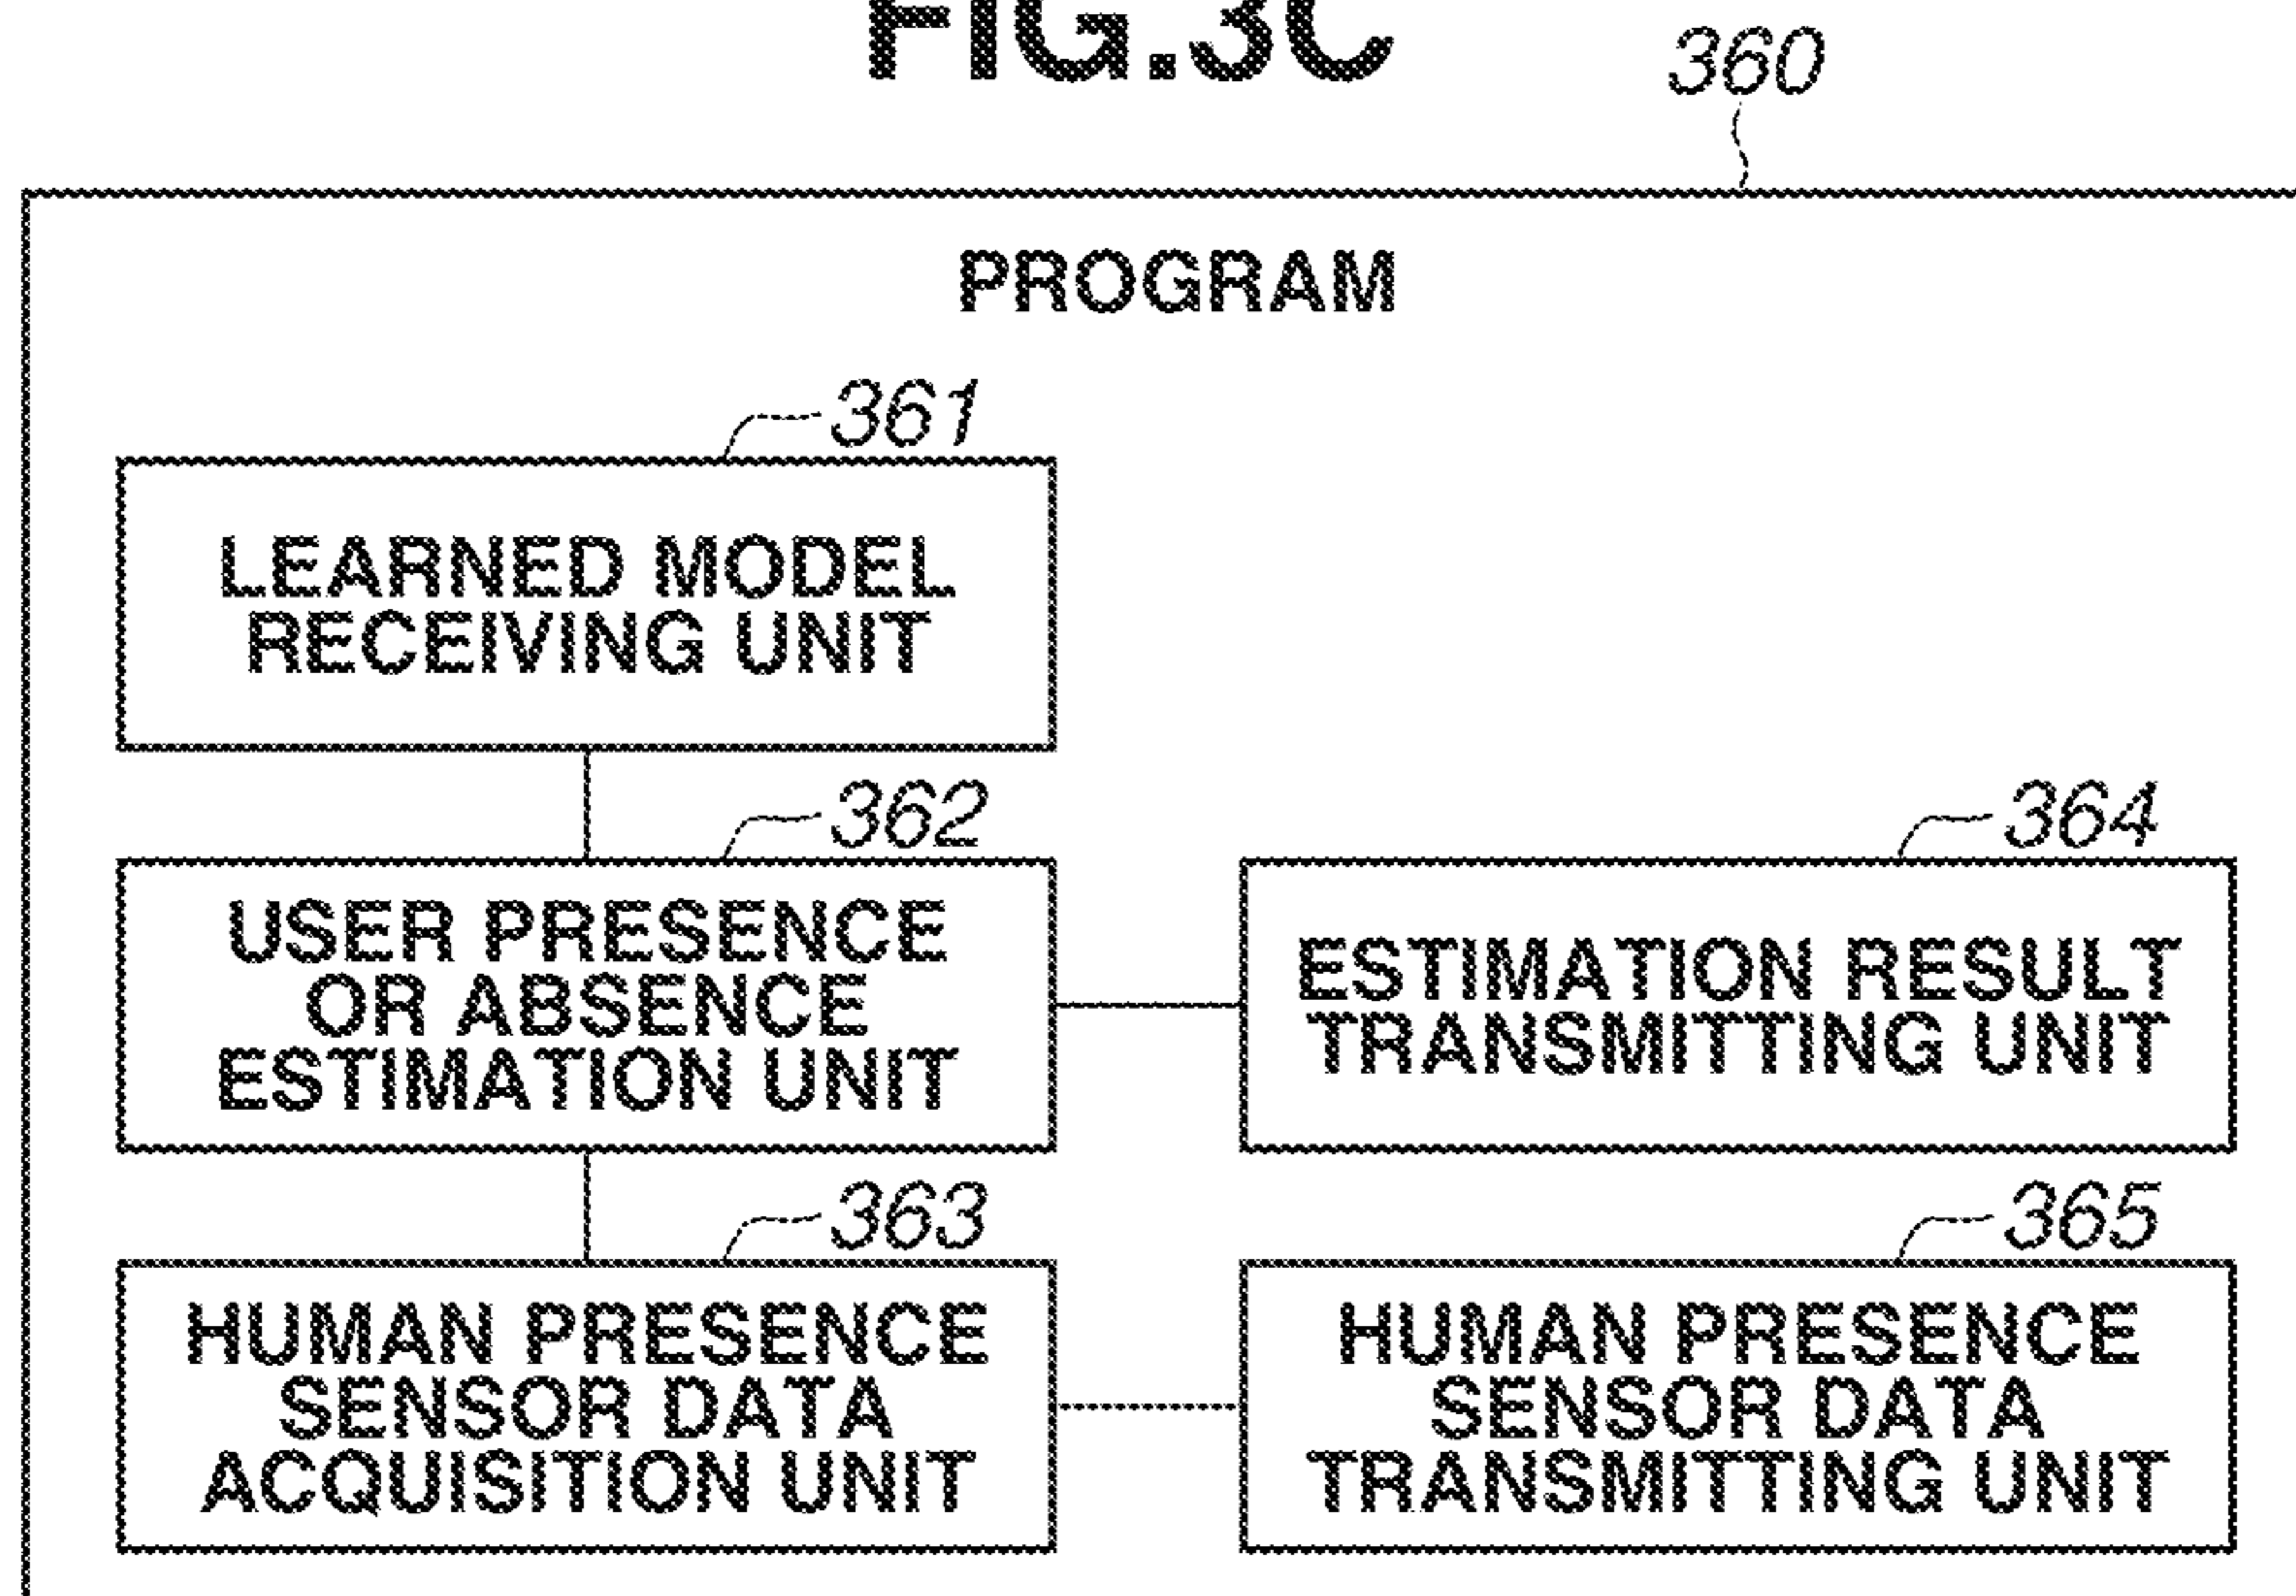 FIG.3C
360
PROGRAM
361
LEARNED MODEL
RECEIVING UNIT
362
USER PRESENCE
OR ABSENCE
ESTIMATION UNIT
364
ESTIMATION RESULT
TRANSMITTING UNIT
363
HUMAN PRESENCE
SENSOR DATA
ACQUISITION UNIT
365
HUMAN PRESENCE
SENSOR DATA
TRANSMITTING UNIT